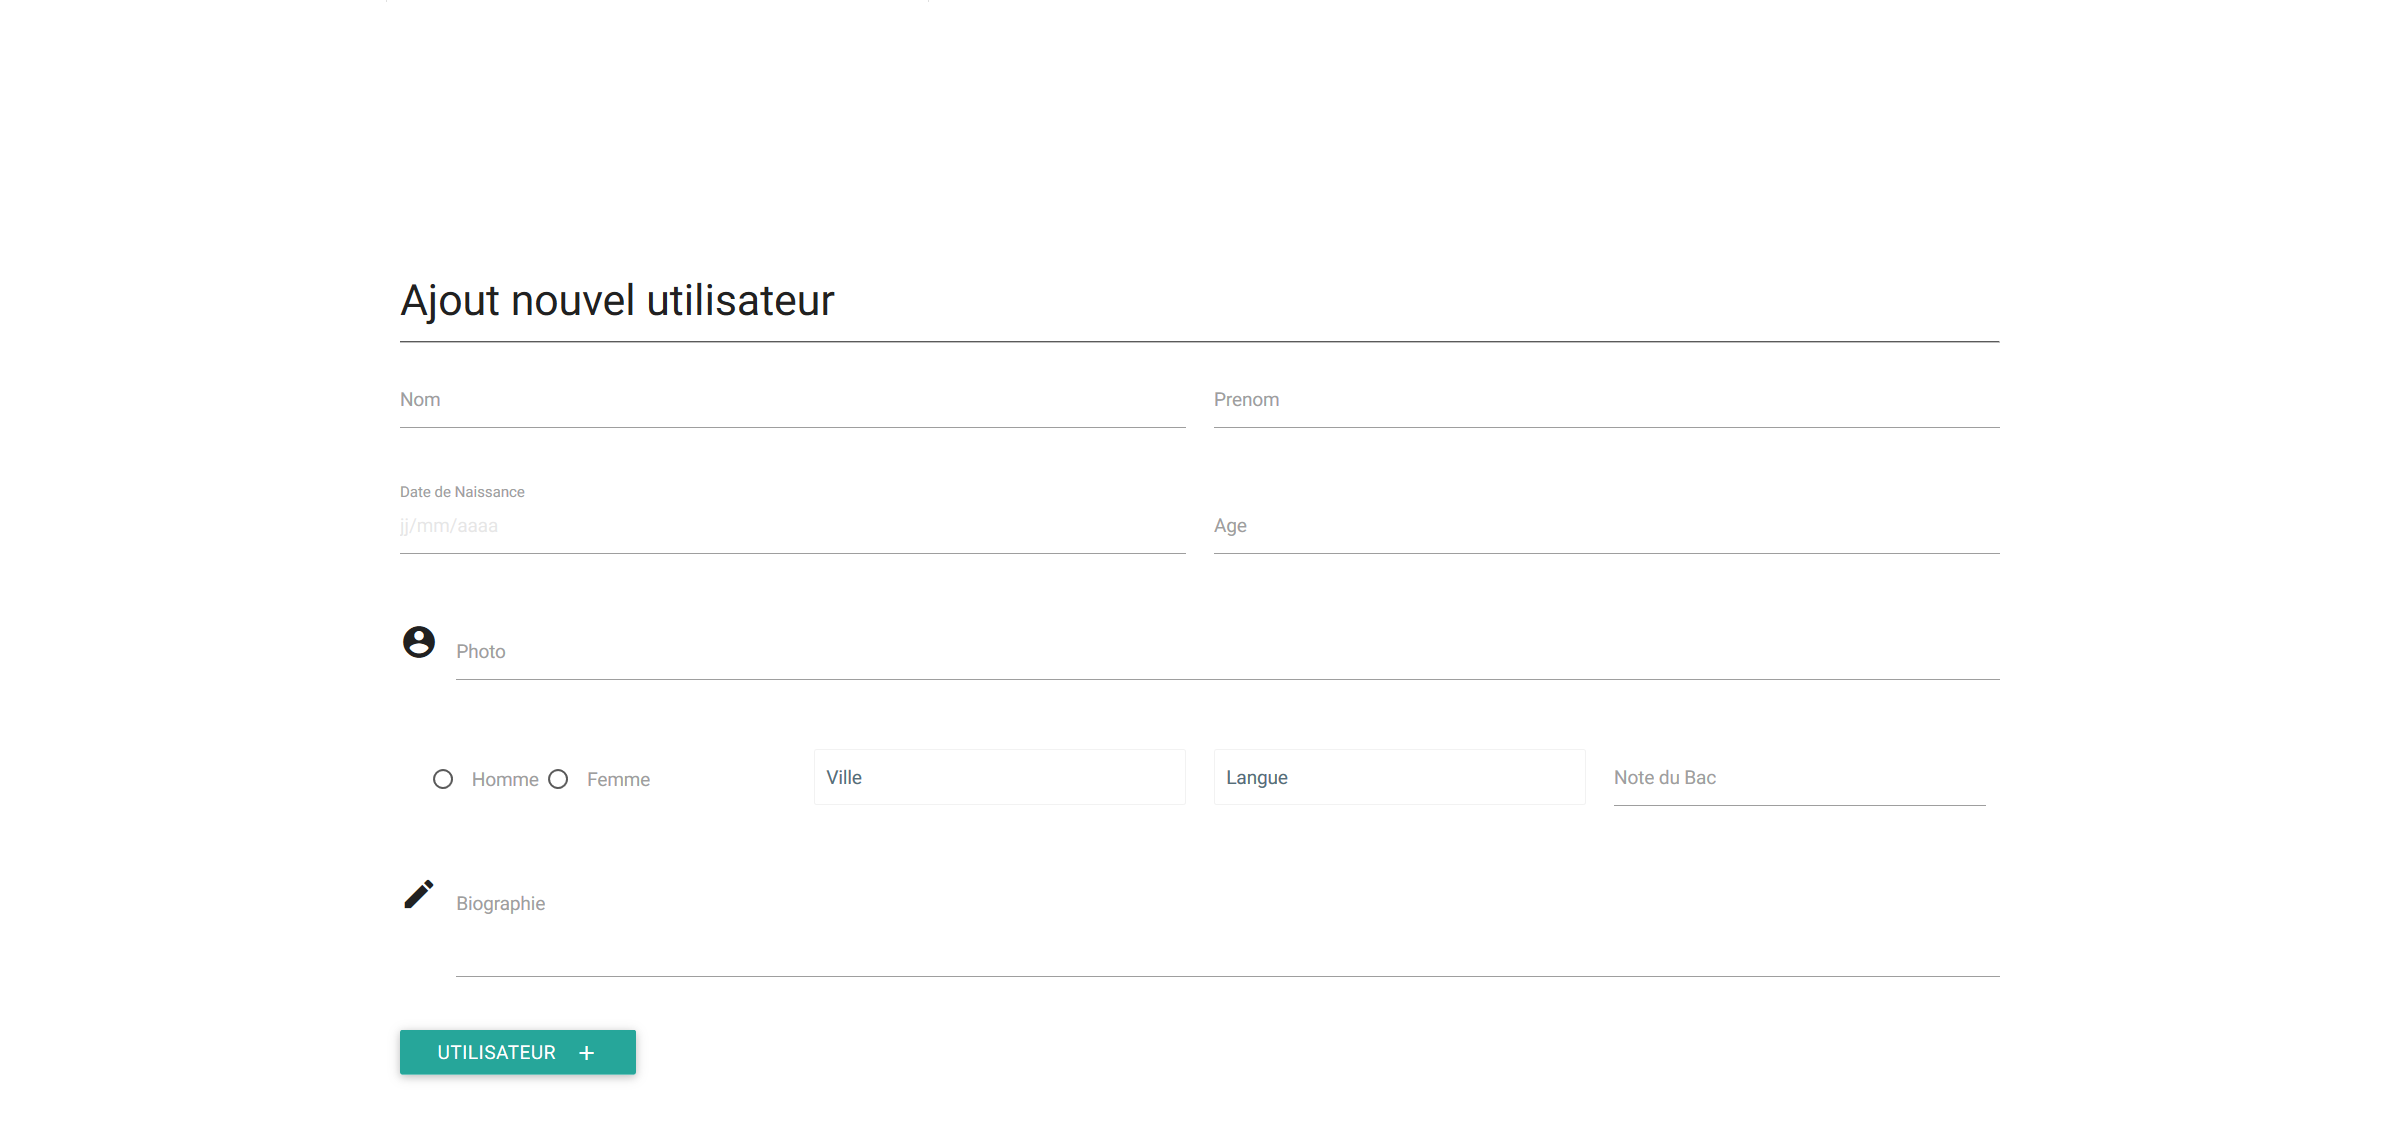 Ajout nouvel utilisateur
Nom Prenom
Date de Naissance
jj/mm/aaaa Age
Photo
Homme Femme Ville Langue Note du Bac
Biographie
UTILISATEUR +